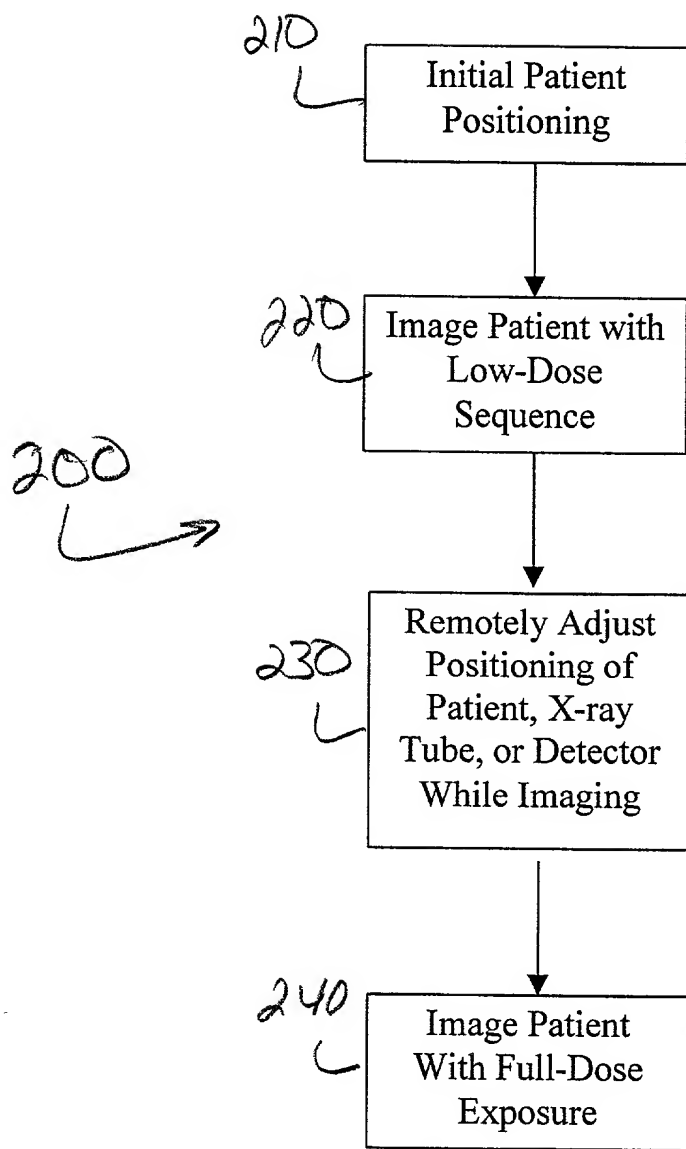 210
Initial Patient
Positioning
220
Image Patient with
Low-Dose
Sequence
200
230
Remotely Adjust
Positioning of
Patient, X-ray
Tube, or Detector
While Imaging
240
Image Patient
With Full-Dose
Exposure